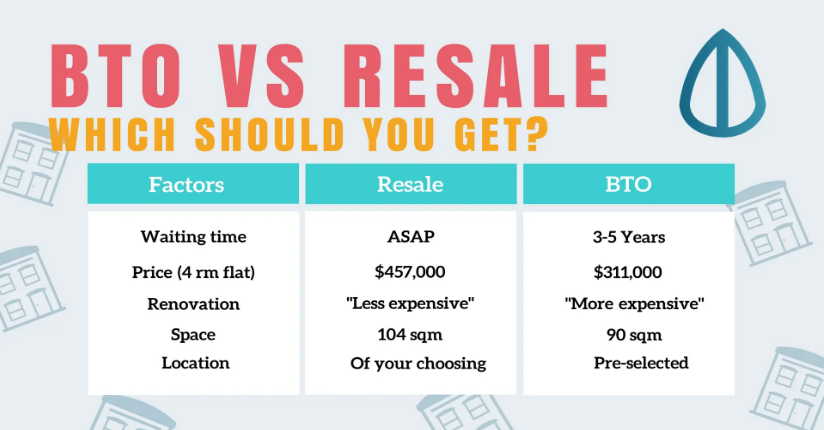 BTO VS RESALE
WHICH SHOULD YOU GET?
Factors Resale BTO
Waiting time ASAP 3-5 Years
Price (4 rm flat) $457,000 $311,000
Renovation "Less expensive" "More expensive"
Space 104 sqm 90 sqm
Location Of your choosing Pre-selected